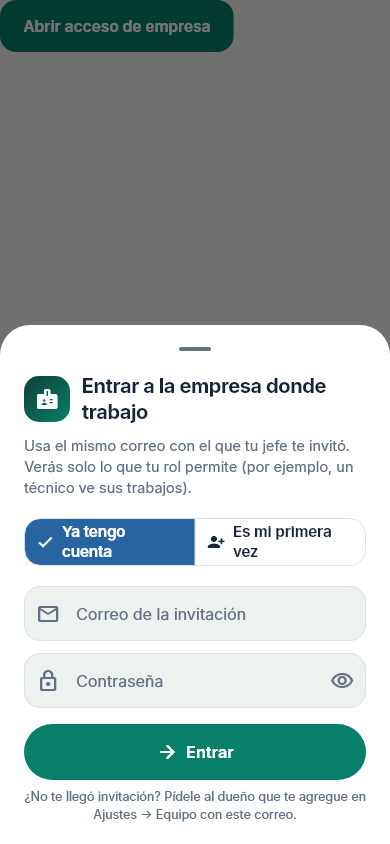 Abrir acceso de empresa
Entrar a la empresa donde
trabajo
Usa el mismo correo con el que tu jefe te invitó.
Verás solo lo que tu rol permite (por ejemplo, un
técnico ve sus trabajos).
Ya tengo
cuenta
Es mi primera
vez
Correo de la invitación
Contraseña
Entrar
¿No te llegó invitación? Pídele al dueño que te agregue en
Ajustes → Equipo con este correo.